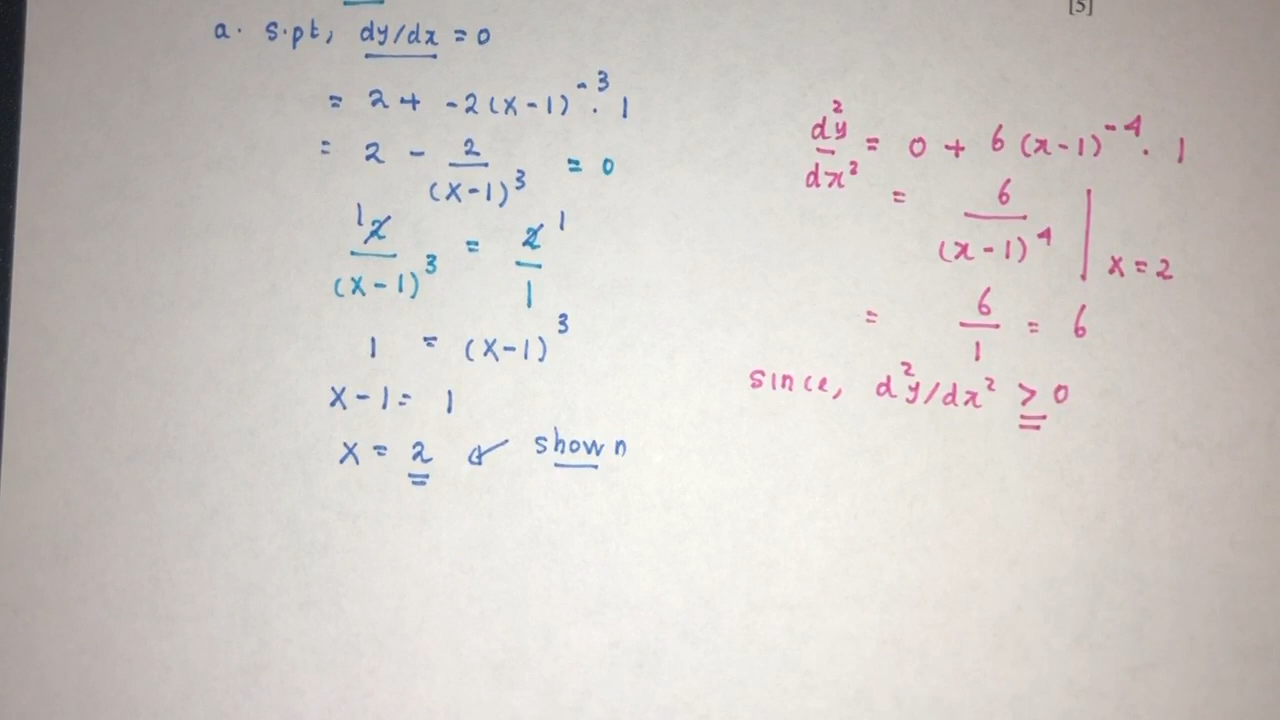 [5]
a. s.pt, dy/dx = 0
= 2 + -2(x-1)⁻³ . 1
= 2 - 2/(x-1)³ = 0
1 2/(x-1)³ = 2 1/1
1 = (x-1)³
x - 1 = 1
x = 2 shown
d²y/dx² = 0 + 6(x-1)⁻⁴ . 1
= 6/(x-1)⁴ | x = 2
= 6/1 = 6
since, d²y/dx² > 0